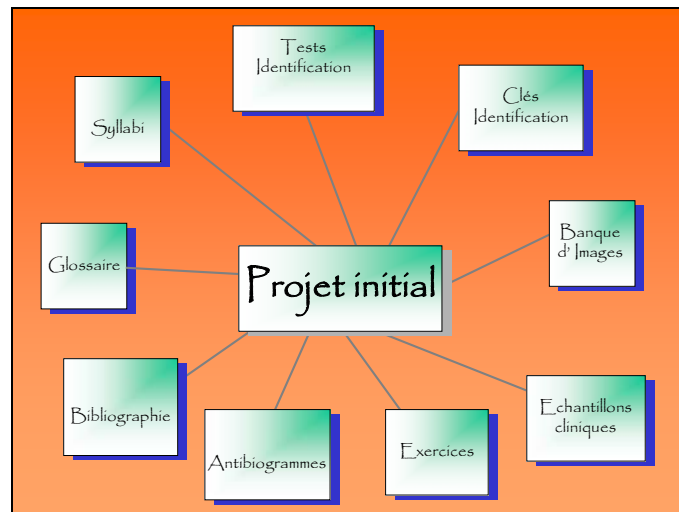 Tests
Identification
Clés
Identification
Syllabi
Banque
d' Images
Glossaire
Projet initial
Bibliographie
Echantillons
cliniques
Antibiogrammes
Exercices